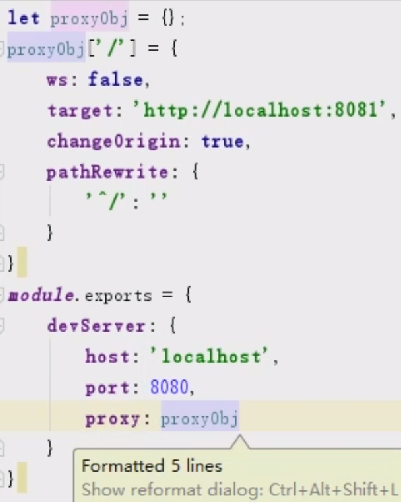 let proxyObj = {};
proxyObj['/'] = {
ws: false,
target: 'http://localhost:8081',
changeOrigin: true,
pathRewrite: {
'^/': ''
}
}
module.exports = {
devServer: {
host: 'localhost',
port: 8080,
proxy: proxyObj
}
}
Formatted 5 lines
Show reformat dialog: Ctrl+Alt+Shift+L